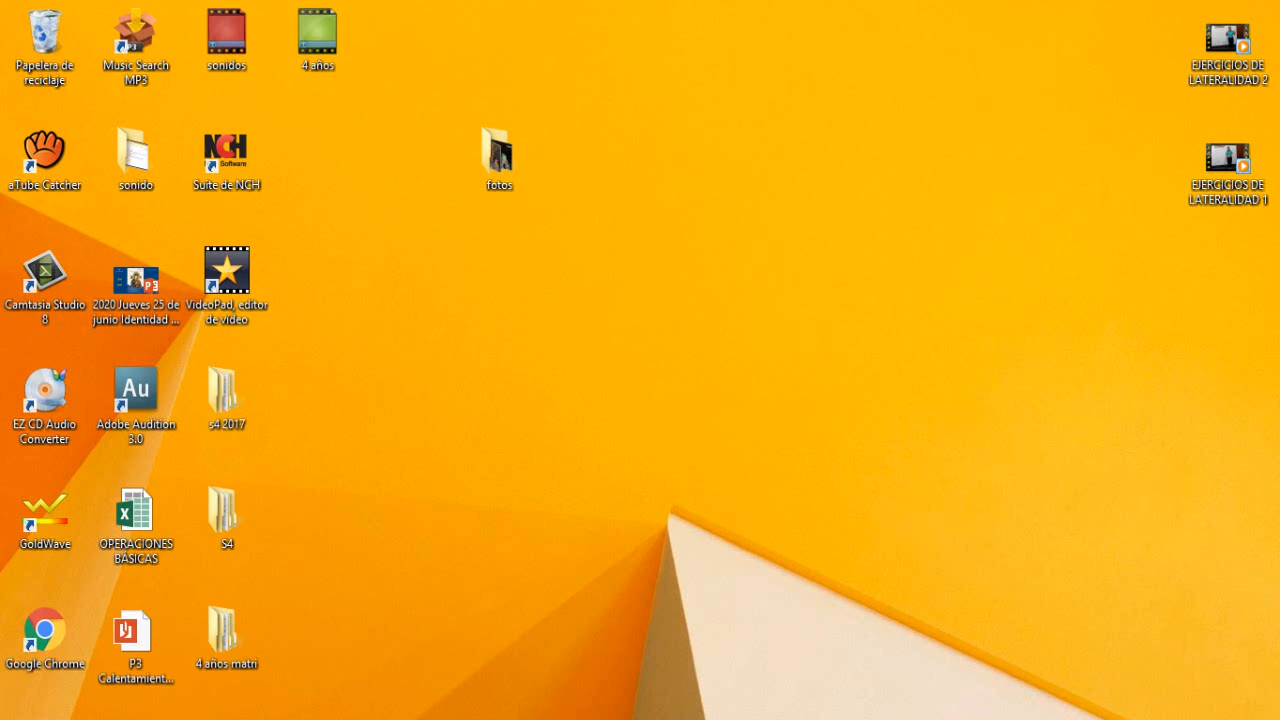 Papelera de
reciclaje
Music Search
MP3
sonidos
4 años
EJERCICIOS DE
LATERALIDAD 2
aTube Catcher
sonido
NCH
Software
Suite de NCH
fotos
EJERCICIOS DE
LATERALIDAD 1
Camtasia Studio
8
2020 Jueves 25 de
junio Identidad ...
VideoPad, editor
de vídeo
EZ CD Audio
Converter
Au
Adobe Audition
3.0
s4 2017
GoldWave
OPERACIONES
BÁSICAS
S4
Google Chrome
P3
Calentamient...
4 años matri